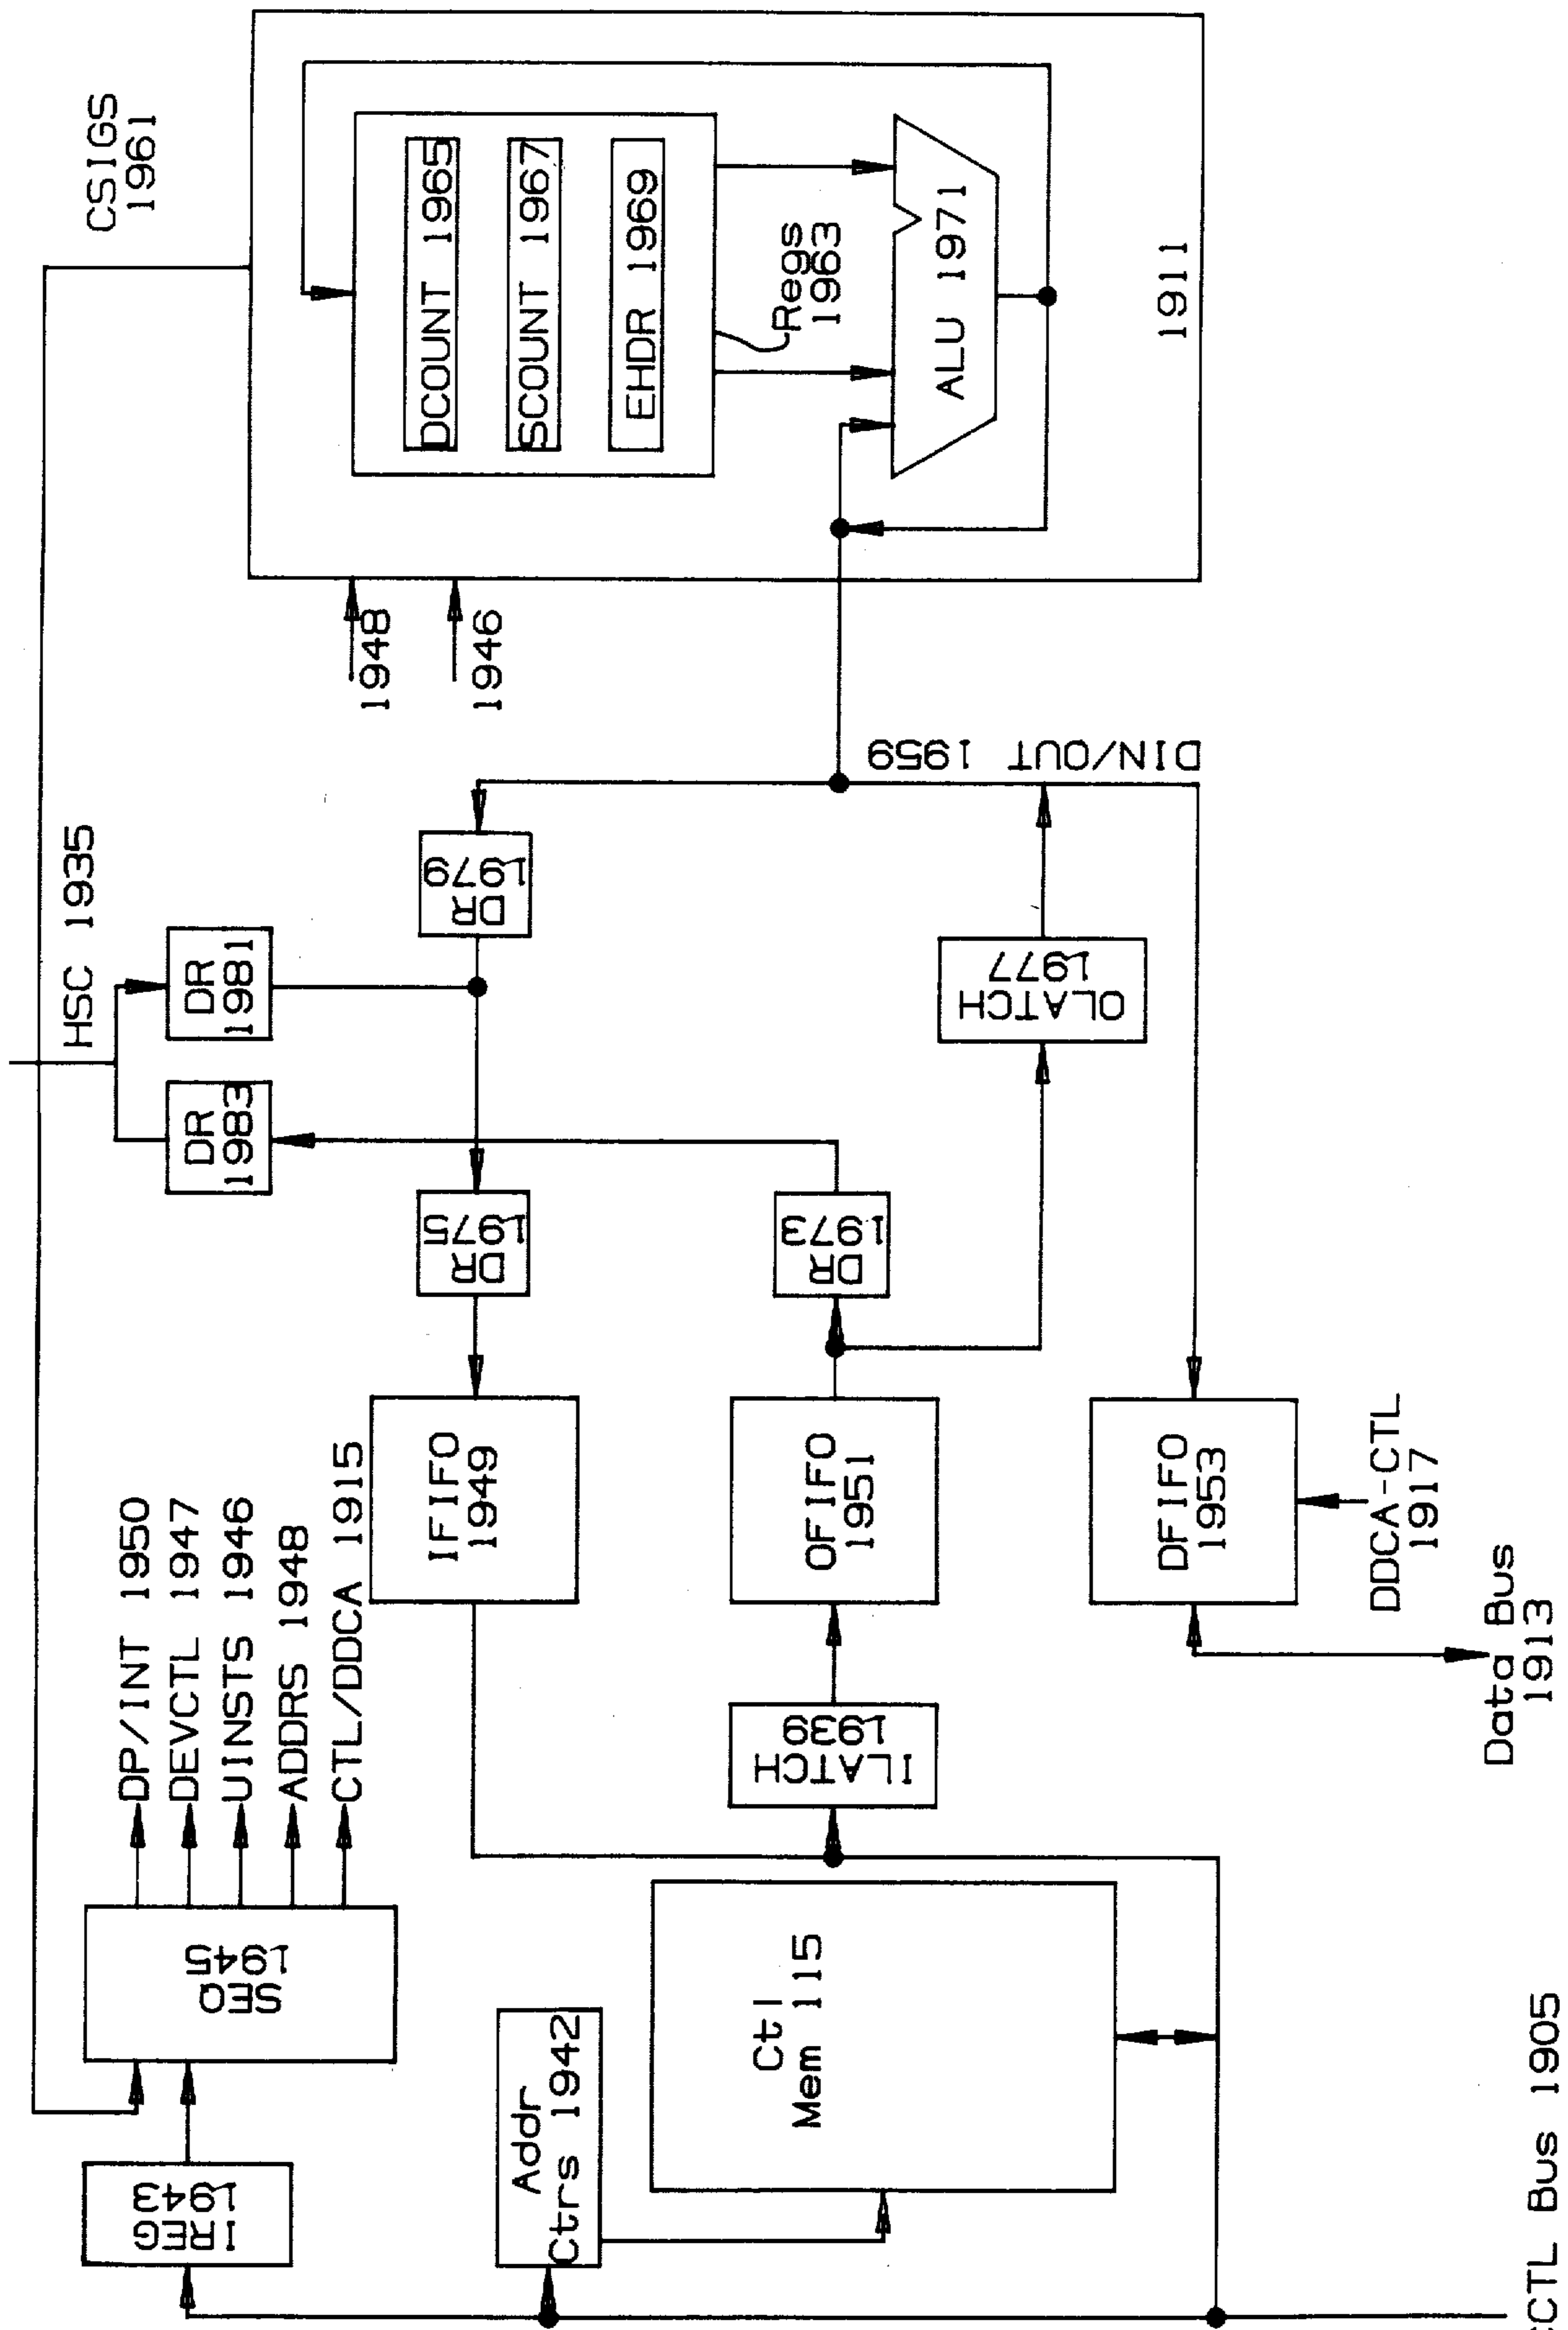 CSIGS
1961
DCOUNT 1965
SCOUNT 1967
EHDR 1969
Regs
1963
ALU 1971
1911
1948
1946
HSC 1935
DR
1981
DR
1983
DR
1979
DR
1975
DR
1973
OLATCH
1977
DIN/OUT 1959
DP/INT 1950
DEVCTL 1947
UINSTS 1946
ADDRS 1948
CTL/DDCA 1915
IFIFO
1949
OFIFO
1951
DFIFO
1953
DDCA-CTL
1917
Data Bus
1913
ILATCH
1939
SEQ
1945
IREG
1943
Addr
Ctrs 1942
Ctl
Mem 115
CCTL Bus 1905